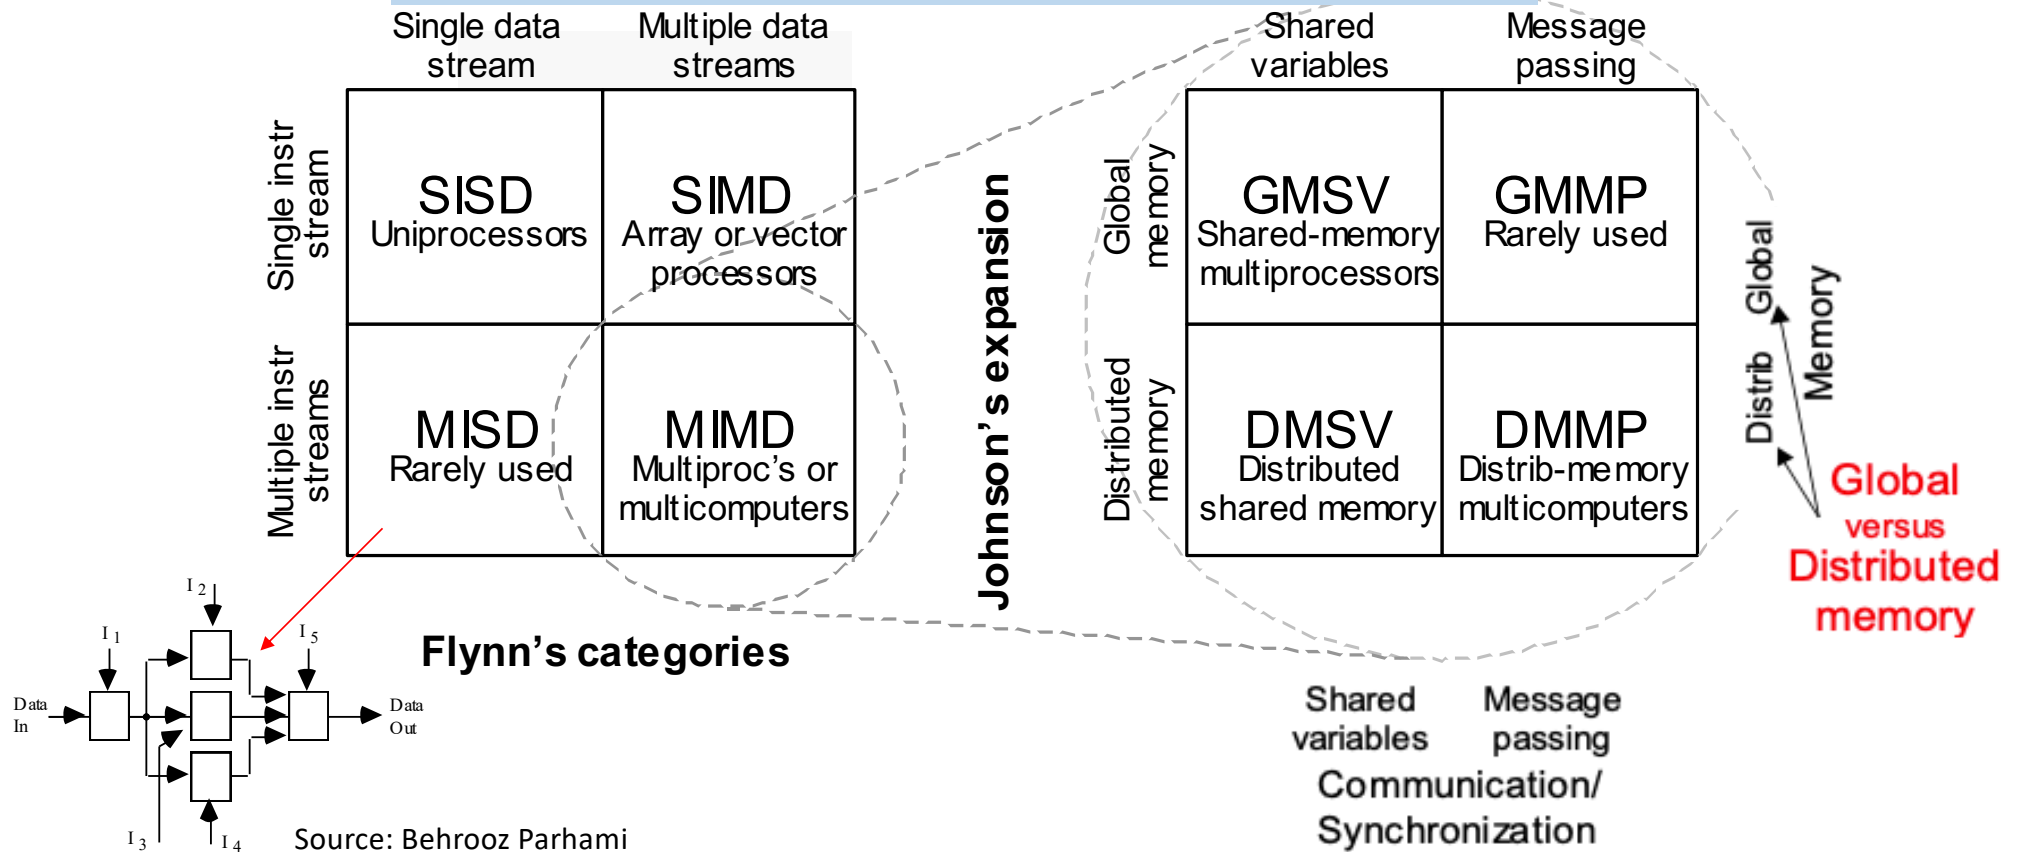 Single data
stream
Multiple data
streams
Single instr
stream
Multiple instr
streams
SISD
Uniprocessors
SIMD
Array or vector
processors
MISD
Rarely used
MIMD
Multiproc's or
multicomputers
Flynn's categories
Johnson's expansion
Shared
variables
Message
passing
Global
memory
Distributed
memory
GMSV
Shared-memory
multiprocessors
GMMP
Rarely used
DMSV
Distributed
shared memory
DMMP
Distrib-memory
multicomputers
Distrib Global
Memory
Global
versus
Distributed
memory
Shared
variables
Message
passing
Communication/
Synchronization
I 2
I 1
I 5
Data
In
Data
Out
I 3
I 4
Source: Behrooz Parhami